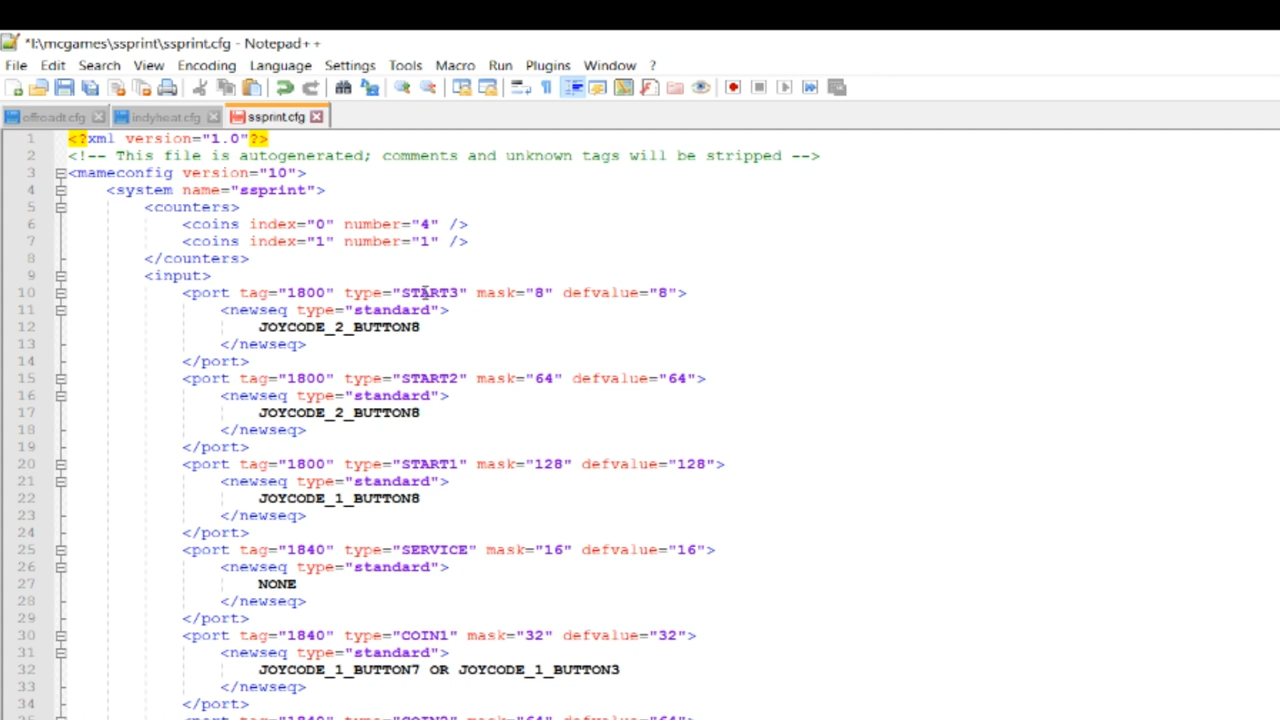 *I:\mcgames\ssprint\ssprint.cfg - Notepad++
File Edit Search View Encoding Language Settings Tools Macro Run Plugins Window ?
offroadt.cfg indyheat.cfg ssprint.cfg
1 <?xml version="1.0"?>
2 <!-- This file is autogenerated; comments and unknown tags will be stripped -->
3 <mameconfig version="10">
4 <system name="ssprint">
5 <counters>
6 <coins index="0" number="4" />
7 <coins index="1" number="1" />
8 </counters>
9 <input>
10 <port tag="1800" type="START3" mask="8" defvalue="8">
11 <newseq type="standard">
12 JOYCODE_2_BUTTON8
13 </newseq>
14 </port>
15 <port tag="1800" type="START2" mask="64" defvalue="64">
16 <newseq type="standard">
17 JOYCODE_2_BUTTON8
18 </newseq>
19 </port>
20 <port tag="1800" type="START1" mask="128" defvalue="128">
21 <newseq type="standard">
22 JOYCODE_1_BUTTON8
23 </newseq>
24 </port>
25 <port tag="1840" type="SERVICE" mask="16" defvalue="16">
26 <newseq type="standard">
27 NONE
28 </newseq>
29 </port>
30 <port tag="1840" type="COIN1" mask="32" defvalue="32">
31 <newseq type="standard">
32 JOYCODE_1_BUTTON7 OR JOYCODE_1_BUTTON3
33 </newseq>
34 </port>